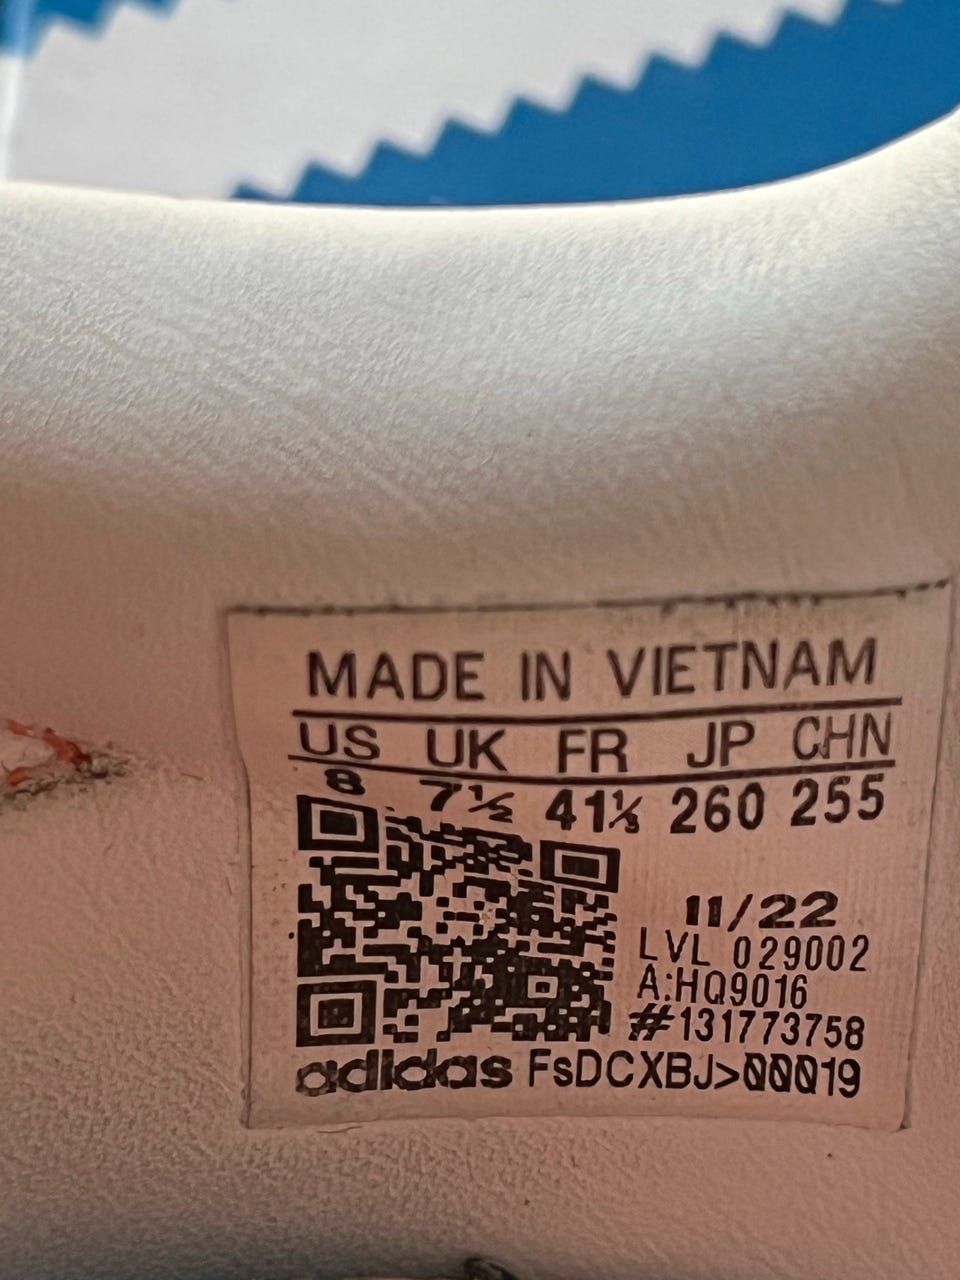 MADE IN VIETNAM
US UK FR JP CHN
8 7½ 41⅓ 260 255
11/22
LVL 029002
A:HQ9016
#131773758
adidas FsDCXBJ>00019